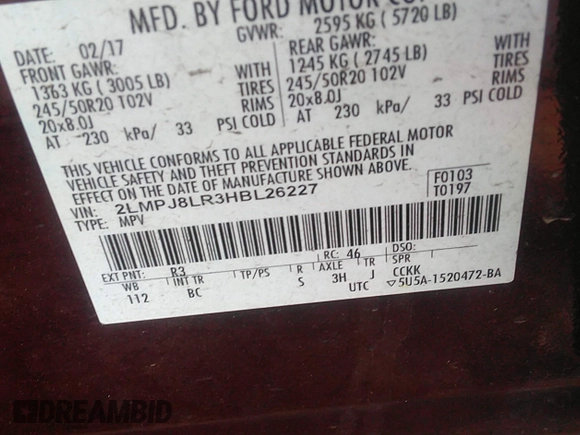 MFD. BY FORD MOTOR CO
GVWR: 2595 KG ( 5720 LB)
DATE: 02/17
FRONT GAWR: 1363 KG ( 3005 LB) WITH
245/50R20 102V TIRES
20x8.0J RIMS
AT 230 kPa/ 33 PSI COLD
REAR GAWR: 1245 KG ( 2745 LB) WITH
245/50R20 102V TIRES
20x8.0J RIMS
AT 230 kPa/ 33 PSI COLD
THIS VEHICLE CONFORMS TO ALL APPLICABLE FEDERAL MOTOR
VEHICLE SAFETY AND THEFT PREVENTION STANDARDS IN
EFFECT ON THE DATE OF MANUFACTURE SHOWN ABOVE.
VIN: 2LMPJ8LR3HBL26227
TYPE: MPV
F0103
T0197
EXT PNT: R3 RC: 46 DSO:
WB INT TR TP/PS R AXLE TR SPR
112 BC S 3H J CCKK
UTC ▽5U5A-1520472-BA
DREAMBID